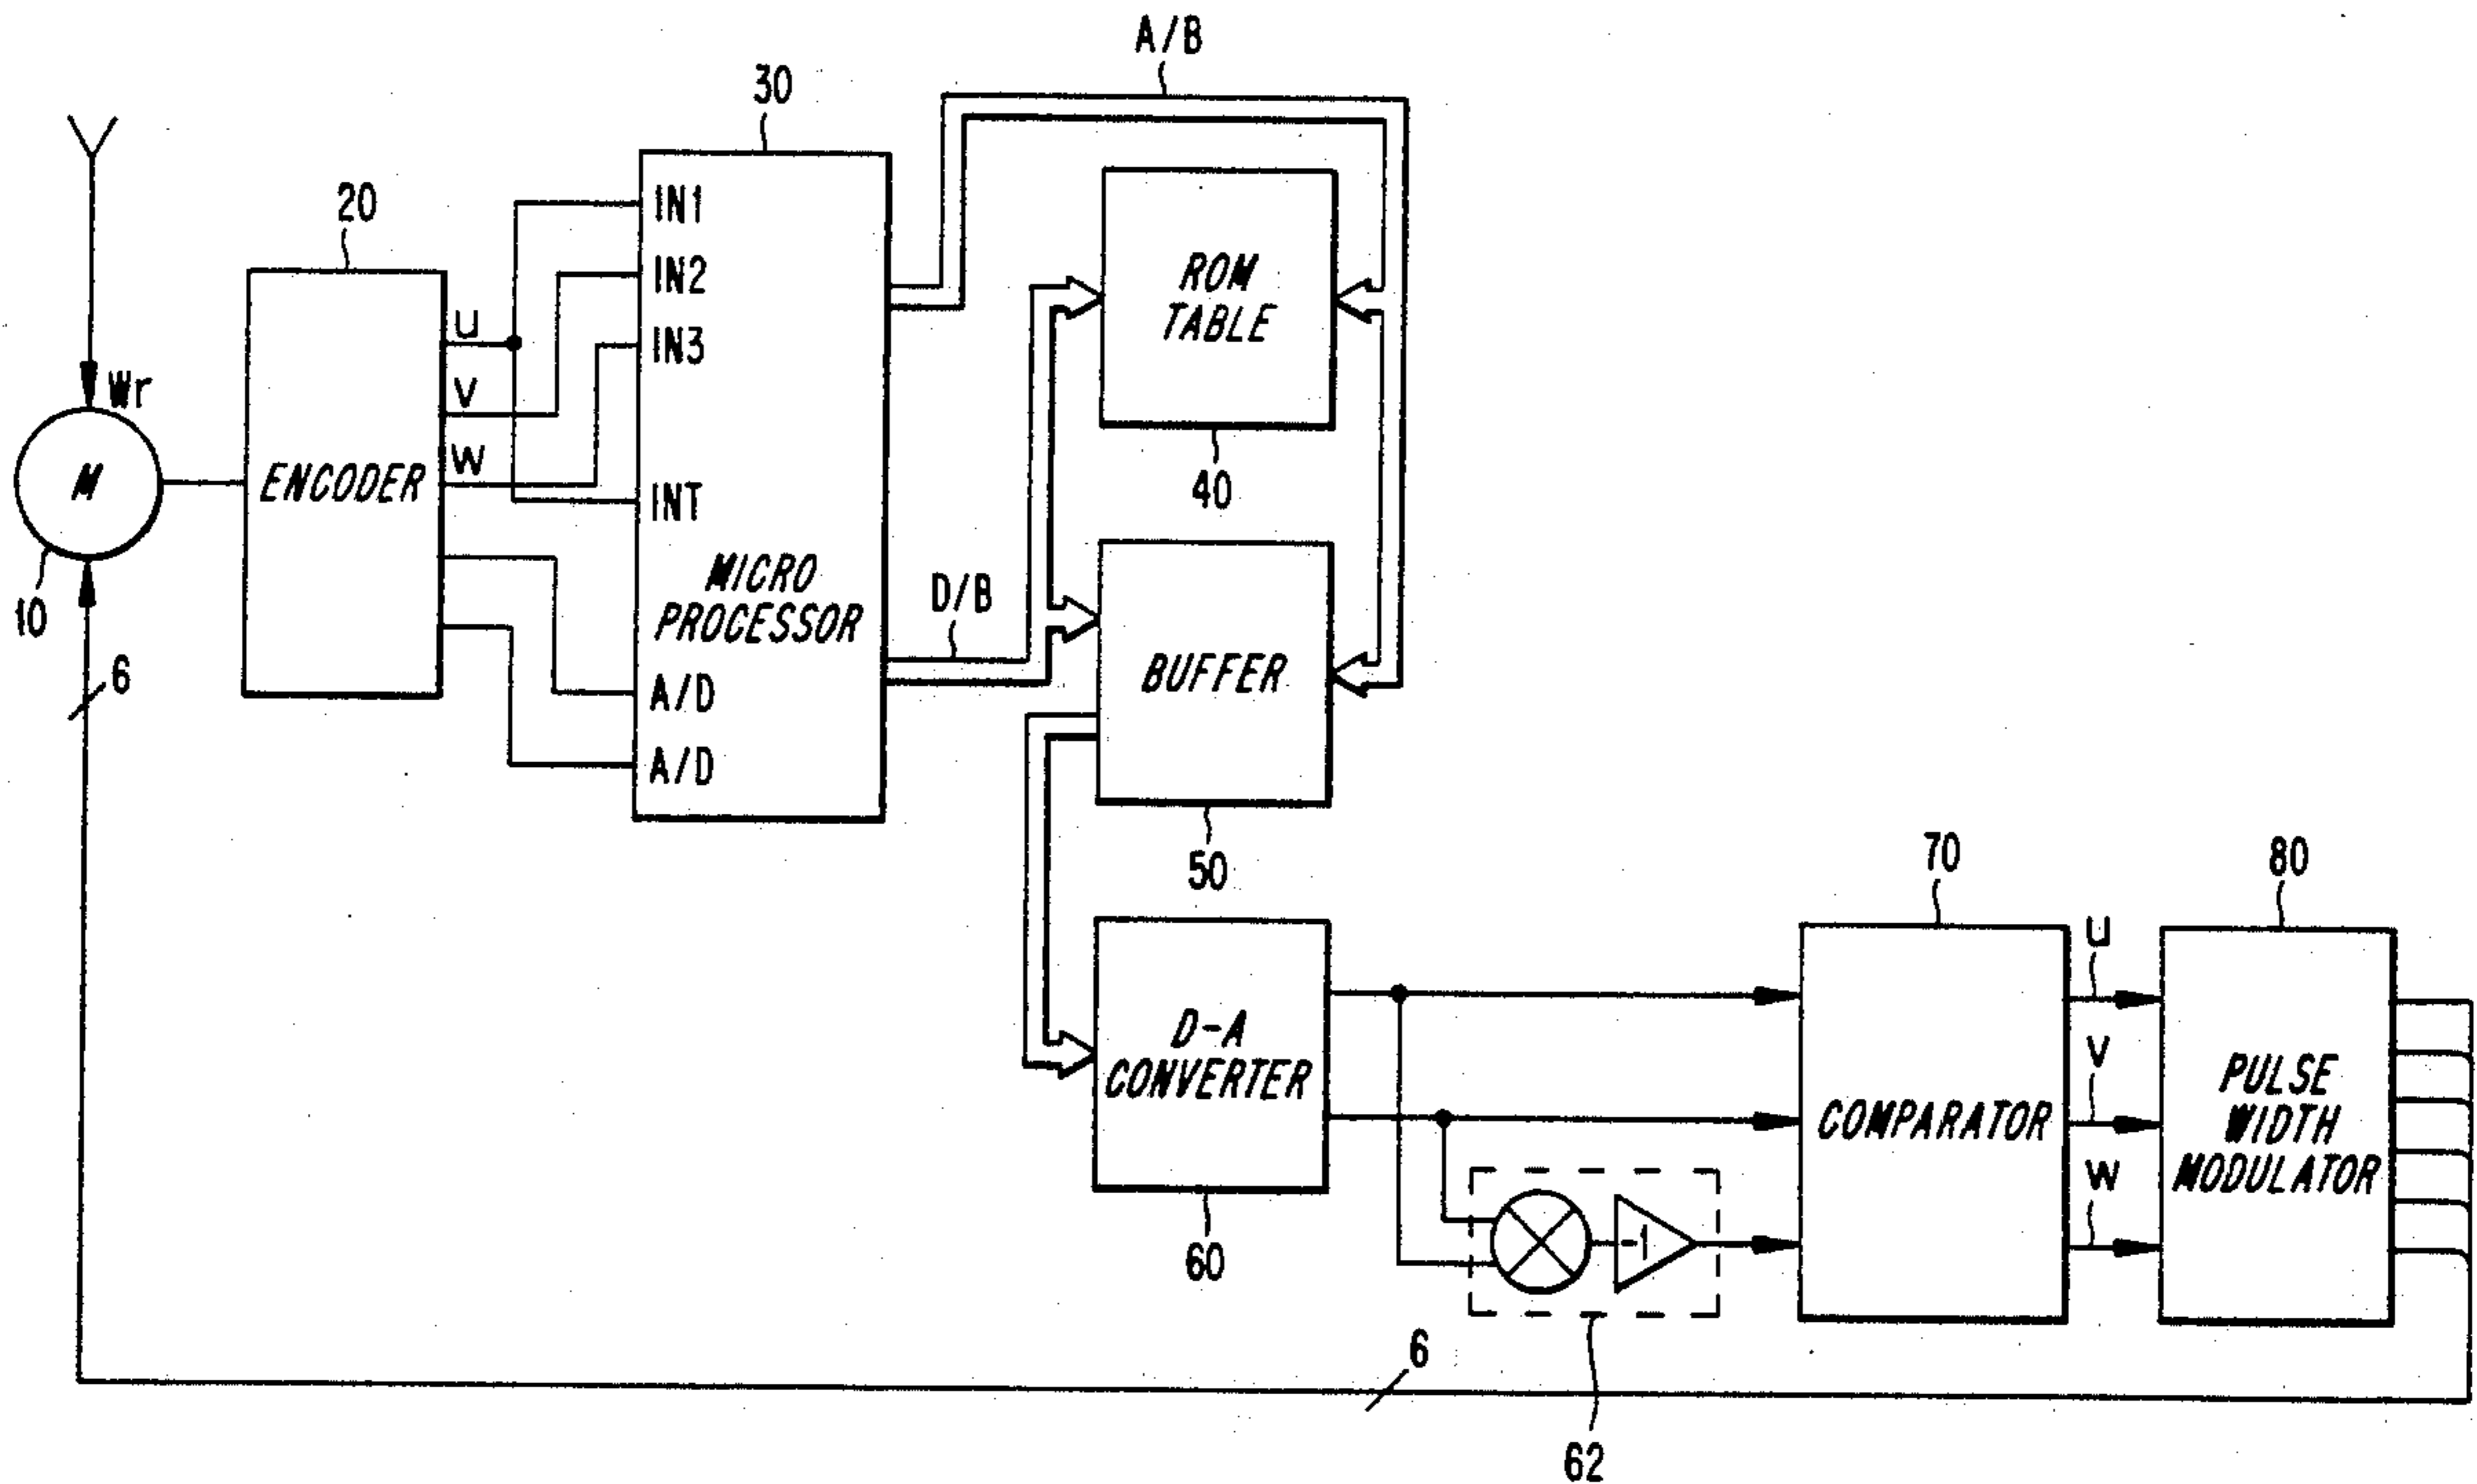 A/B
30
20
IN1
IN2
IN3
INT
MICRO
PROCESSOR
A/D
A/D
U
V
W
ENCODER
Wr
M
10
6
ROM
TABLE
40
D/B
BUFFER
50
D-A
CONVERTER
60
-1
62
70
COMPARATOR
U
V
W
80
PULSE
WIDTH
MODULATOR
6